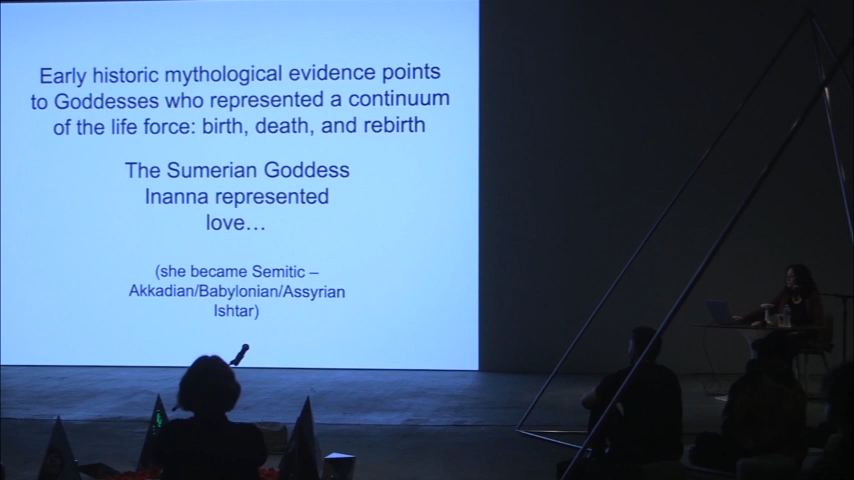 Early historic mythological evidence points
to Goddesses who represented a continuum
of the life force: birth, death, and rebirth
The Sumerian Goddess
Inanna represented
love…
(she became Semitic –
Akkadian/Babylonian/Assyrian
Ishtar)